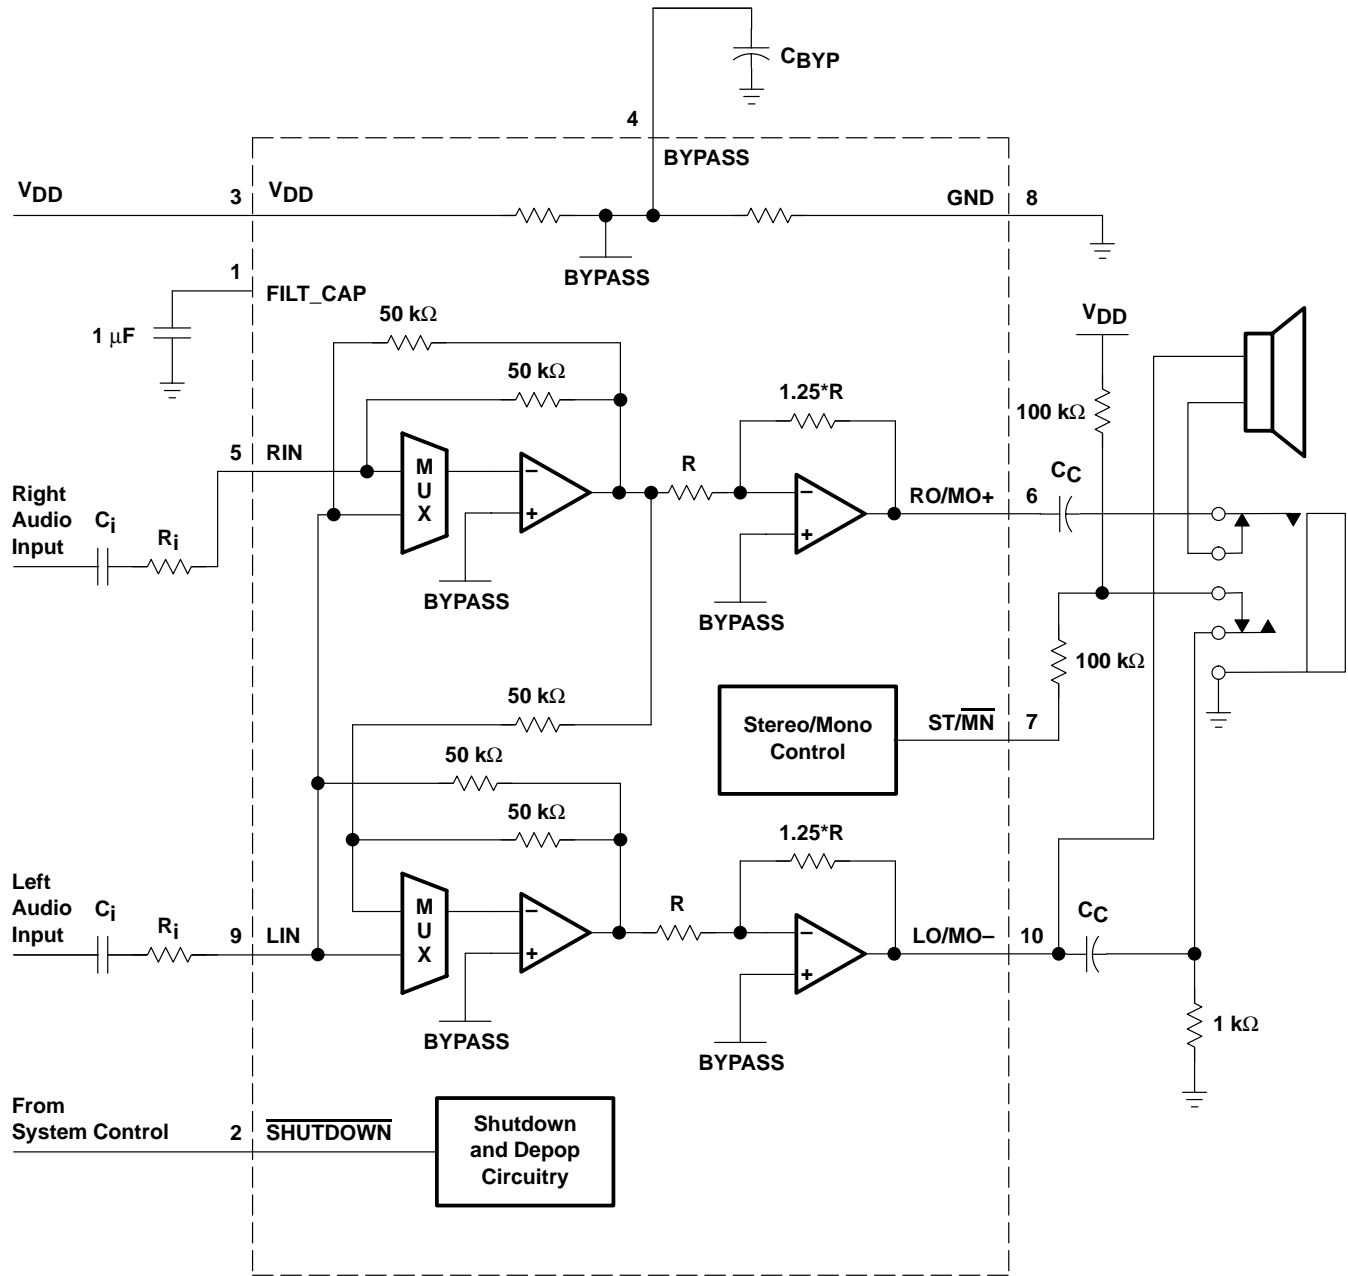 CBYP
4
BYPASS
VDD
3
VDD
GND
8
BYPASS
1
FILT_CAP
1 μF
50 kΩ
50 kΩ
VDD
1.25*R
100 kΩ
5
RIN
MUX
R
CC
Right
Audio
Input
Ci
Ri
RO/MO+
6
BYPASS
BYPASS
100 kΩ
50 kΩ
Stereo/Mono
Control
ST/MN
7
50 kΩ
50 kΩ
1.25*R
Left
Audio
Input
Ci
Ri
9
LIN
MUX
R
LO/MO–
10
CC
BYPASS
BYPASS
1 kΩ
From
System Control
2
SHUTDOWN
Shutdown
and Depop
Circuitry